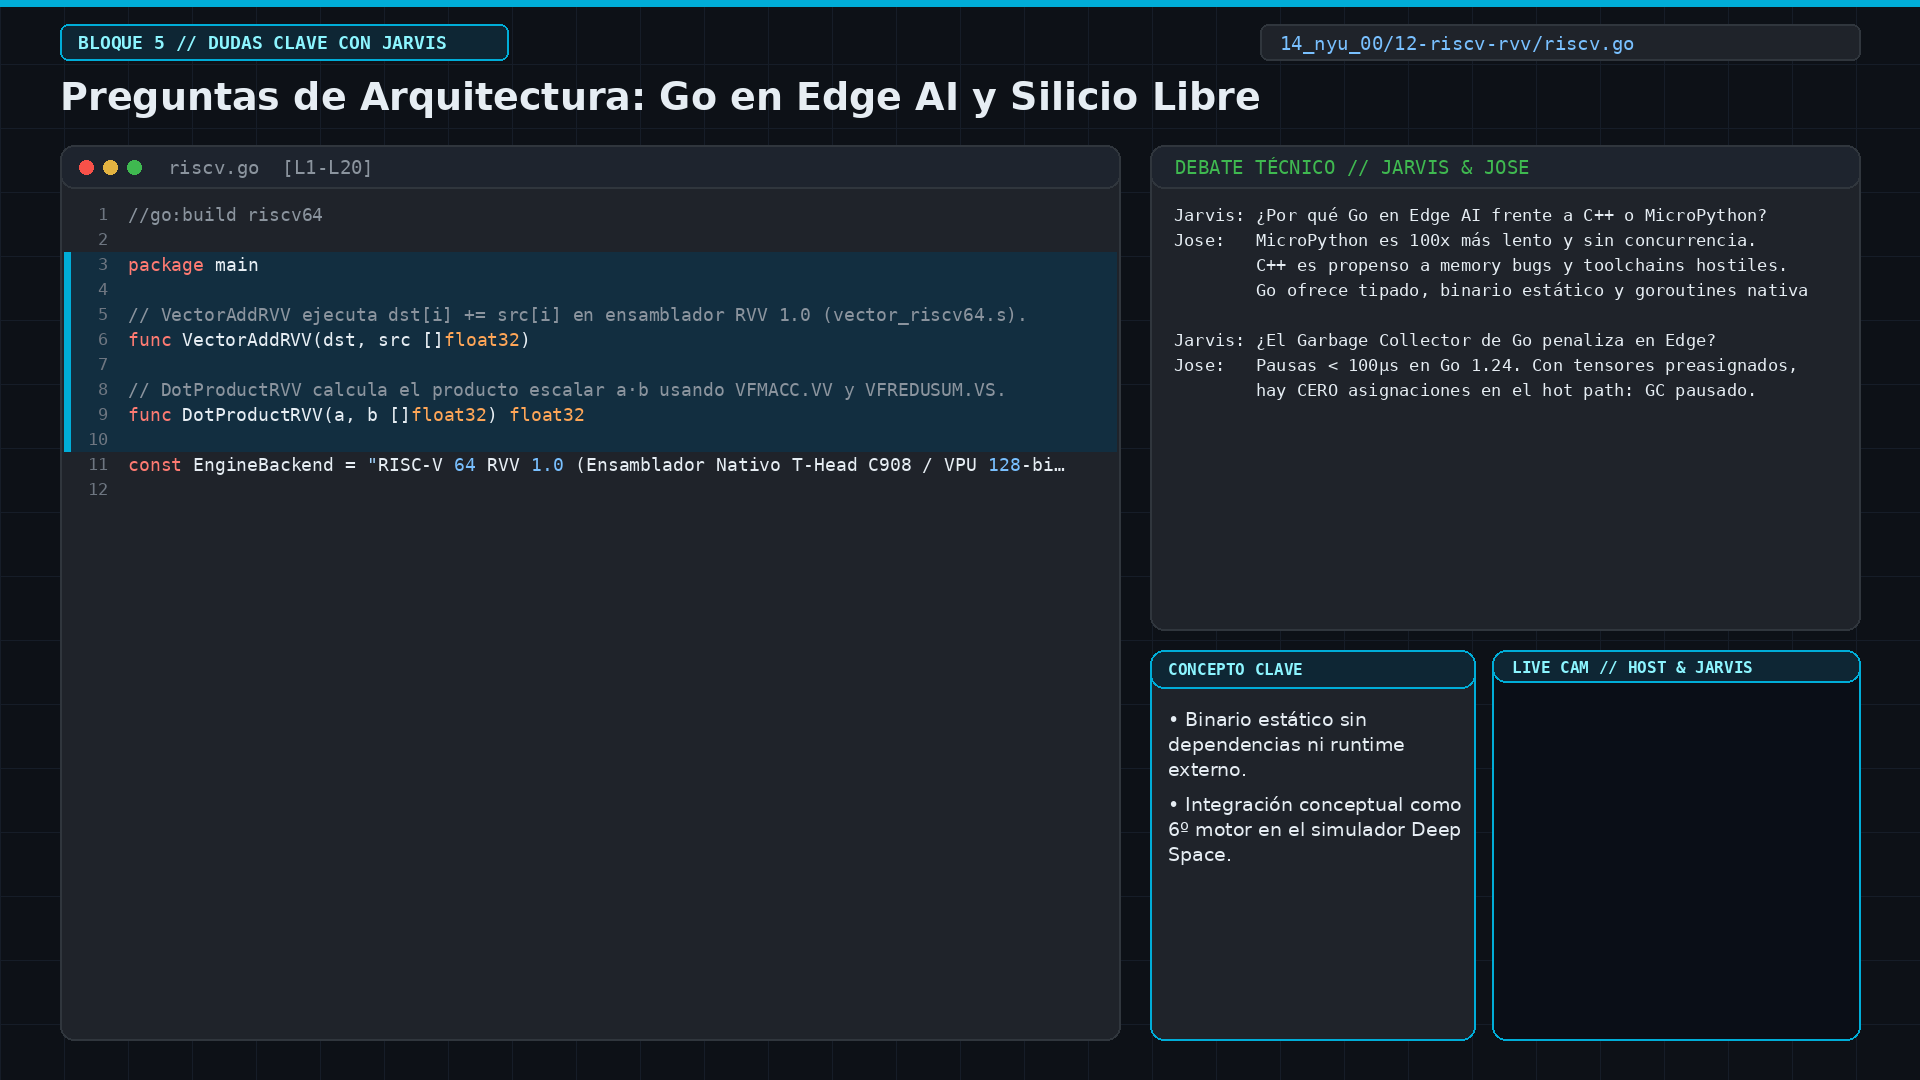 BLOQUE 5 // DUDAS CLAVE CON JARVIS
14_nyu_00/12-riscv-rvv/riscv.go
Preguntas de Arquitectura: Go en Edge AI y Silicio Libre
riscv.go  [L1-L20]
1 //go:build riscv64
2
3 package main
4
5 // VectorAddRVV ejecuta dst[i] += src[i] en ensamblador RVV 1.0 (vector_riscv64.s).
6 func VectorAddRVV(dst, src []float32)
7
8 // DotProductRVV calcula el producto escalar a·b usando VFMACC.VV y VFREDUSUM.VS.
9 func DotProductRVV(a, b []float32) float32
10
11 const EngineBackend = "RISC-V 64 RVV 1.0 (Ensamblador Nativo T-Head C908 / VPU 128-bi…
12
DEBATE TÉCNICO // JARVIS & JOSE
Jarvis: ¿Por qué Go en Edge AI frente a C++ o MicroPython?
Jose:   MicroPython es 100x más lento y sin concurrencia.
C++ es propenso a memory bugs y toolchains hostiles.
Go ofrece tipado, binario estático y goroutines nativa
Jarvis: ¿El Garbage Collector de Go penaliza en Edge?
Jose:   Pausas < 100µs en Go 1.24. Con tensores preasignados,
hay CERO asignaciones en el hot path: GC pausado.
CONCEPTO CLAVE
• Binario estático sin
dependencias ni runtime
externo.
• Integración conceptual como
6º motor en el simulador Deep
Space.
LIVE CAM // HOST & JARVIS